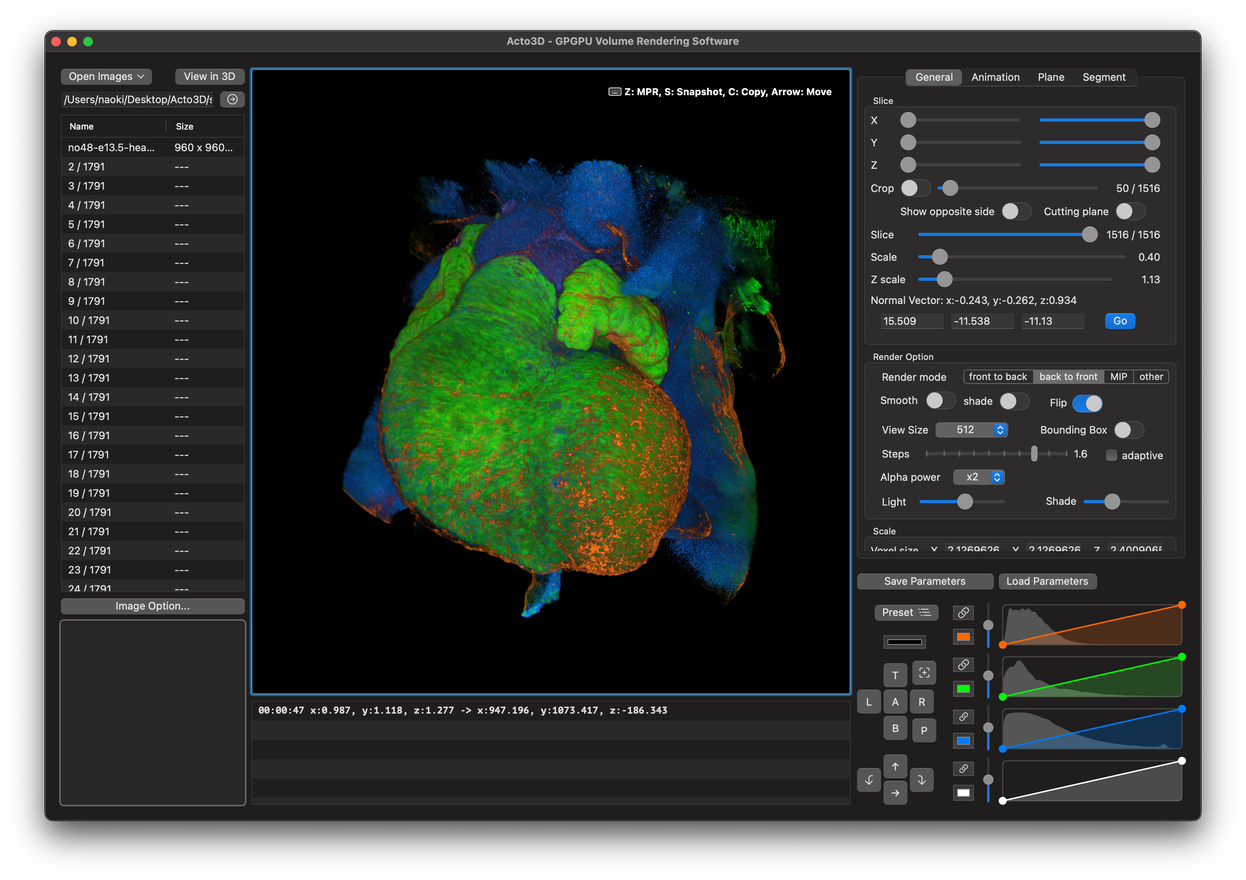 Acto3D - GPGPU Volume Rendering Software
Open Images
View in 3D
/Users/naoki/Desktop/Acto3D/s
Name Size
no48-e13.5-hea... 960 x 960...
2 / 1791 ---
3 / 1791 ---
4 / 1791 ---
5 / 1791 ---
6 / 1791 ---
7 / 1791 ---
8 / 1791 ---
9 / 1791 ---
10 / 1791 ---
11 / 1791 ---
12 / 1791 ---
13 / 1791 ---
14 / 1791 ---
15 / 1791 ---
16 / 1791 ---
17 / 1791 ---
18 / 1791 ---
19 / 1791 ---
20 / 1791 ---
21 / 1791 ---
22 / 1791 ---
23 / 1791 ---
24 / 1791 ---
Image Option...
Z: MPR, S: Snapshot, C: Copy, Arrow: Move
00:00:47 x:0.987, y:1.118, z:1.277 -> x:947.196, y:1073.417, z:-186.343
General Animation Plane Segment
Slice
X
Y
Z
Crop 50 / 1516
Show opposite side Cutting plane
Slice 1516 / 1516
Scale 0.40
Z scale 1.13
Normal Vector: x:-0.243, y:-0.262, z:0.934
15.509 -11.538 -11.13 Go
Render Option
Render mode front to back back to front MIP other
Smooth shade Flip
View Size 512 Bounding Box
Steps 1.6 adaptive
Alpha power x2
Light Shade
Scale
Voxel size X 2.1269626 Y 2.1269626 Z 2.400906
Save Parameters Load Parameters
Preset
T
L A R
B P